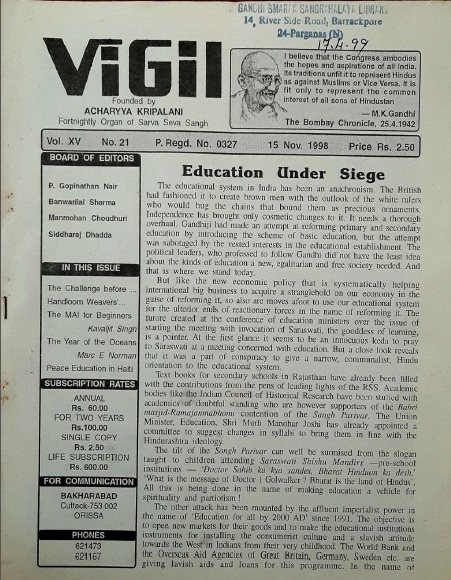 GANDHI SMARAK SANGRAHALAYA LIBRARY
14, River Side Road, Barrackpore
24-Parganas (N)
17.4.99
ViGil
Founded by
ACHARYYA KRIPALANI
Fortnightly Organ of Sarva Seva Sangh
I believe that the Congress embodies
the hopes and aspirations of all India.
Its traditions unfit it to represent Hindus
as against Muslims or Vice Versa. It is
fit only to represent the common
interest of all sons of Hindustan
— M.K.Gandhi
The Bombay Chronicle, 25.4.1942
Vol. XV No. 21 P. Regd. No. 0327 15 Nov. 1998 Price Rs. 2.50
BOARD OF EDITORS
P. Gopinathan Nair
Banwarilal Sharma
Manmohan Choudhuri
Siddharaj Dhadda
IN THIS ISSUE
The Challenge before ...
Handloom Weavers'...
The MAI for Beginners
Kavaljit Singh
The Year of the Oceans
Marc E Norman
Peace Education in Haiti
SUBSCRIPTION RATES
ANNUAL
Rs. 60.00
FOR TWO YEARS
Rs.100.00
SINGLE COPY
Rs. 2.50
LIFE SUBSCRIPTION
Rs. 600.00
FOR COMMUNICATION
BAKHARABAD
Cuttack-753 002
ORISSA
PHONES
621473
621167
Education Under Siege
The educational system in India has been an anachronism. The British
had fashioned it to create brown men with the outlook of the white rulers
who would hug the chains that bound them as precious ornaments.
Independence has brought only cosmetic changes to it. It needs a thorough
overhaul. Gandhiji had made an attempt at reforming primary and secondary
education by introducing the scheme of basic education, but the attempt
was sabotaged by the vested interests in the educational establishment. The
political leaders, who professed to follow Gandhi did not have the least idea
about the kinds of education a new, egalitarian and free society needed. And
that is where we stand today.
But like the new economic policy that is systematically helping
international big business to acquire a stranglehold on our economy in the
guise of reforming it, so also are moves afoot to use our educational system
for the ulterior ends of reactionary forces in the name of reforming it. The
furore created at the conference of education ministers over the issue of
starting the meeting with invocation of Saraswati, the goddess of learning,
is a pointer. At the first glance it seems to be an innocuous keda to pray
to Saraswati at a meeting concerned with education. But a close look reveals
that it was a part of conspiracy to give a narrow, communalist, Hindu
orientation to the educational system.
Text books for secondary schools in Rajasthan have already been filled
with the contributions from the pens of leading lights of the RSS. Academic
bodies like the Indian Council of Historical Research have been studded with
academics of doubtful standing who are however supporters of the Babri
masjid-Ramajanmabhomi contention of the Sangh Parivar. The Union
Minister, Education, Shri Murli Manohar Joshi has already appointed a
committee to suggest changes in syllabi to bring them in line with the
Hindurashtra ideology.
The tilt of the Sangh Parivar can well be surmised from the slogan
taught to children attending Saraswati Shishu Mandirs —pre-school
institutions — 'Doctor Sahib ka kya sandes, Bharat Hinduon ka desh.'
'What is the message of Doctor ) Golwalker ? Bharat is the land of Hindus'.
All this is being done in the name of making education a vehicle for
spirituality and partiotism !
The other attack has been mounted by the affluent imperialist power in
the name of 'Education for all by 2000 AD' since 1991. The objective is
to open new markets for their goods and to make the educational institutions
instruments for installing the consumerist culture and a slavish attitude
towards the West in Indians from their very childhood. The World Bank and
the Overseas Aid Agencies of Great Britain, Germany, Sweden etc. are
giving lavish aids and loans for this programme. In the name of